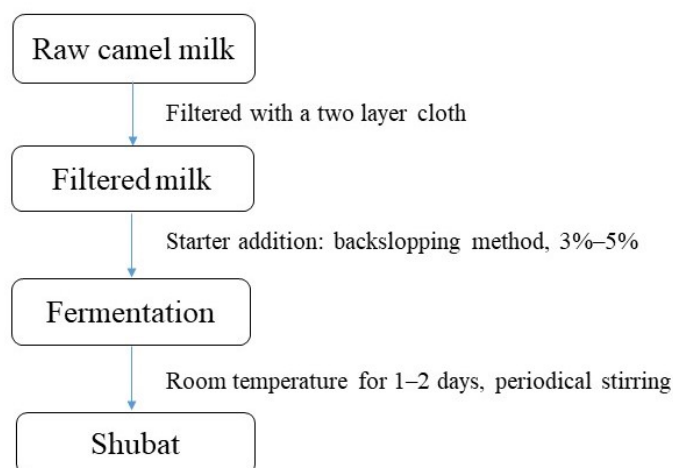 Raw camel milk
Filtered with a two layer cloth
Filtered milk
Starter addition: backslopping method, 3%–5%
Fermentation
Room temperature for 1–2 days, periodical stirring
Shubat